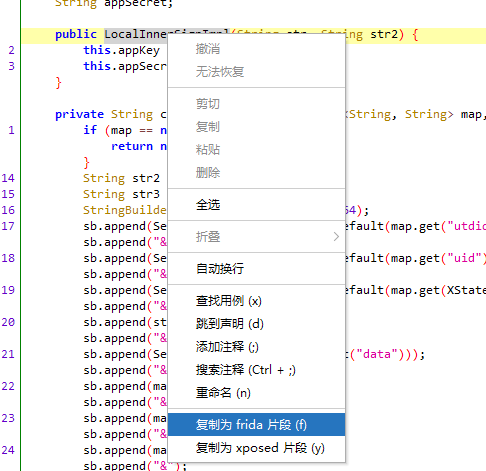 String appSecret;
public LocalInnerSignImpl(String str, String str2) {
2 this.appKey
3 this.appSecr
}
private String c <String, String> map,
1 if (map == n
return n
}
14 String str2
15 String str3
16 StringBuilde 64);
17 sb.append(Se efault(map.get("utdid
sb.append("&
18 sb.append(Se efault(map.get("uid")
sb.append("&
19 sb.append(Se efault(map.get(XState
sb.append("&
20 sb.append(st
sb.append("&
21 sb.append(Se t("data")));
sb.append("&
22 sb.append(ma
sb.append("&
23 sb.append(ma
sb.append("&
24 sb.append(ma
sb.append("&");
撤消
无法恢复
剪切
复制
粘贴
删除
全选
折叠
自动换行
查找用例 (x)
跳到声明 (d)
添加注释 (;)
搜索注释 (Ctrl + ;)
重命名 (n)
复制为 frida 片段 (f)
复制为 xposed 片段 (y)